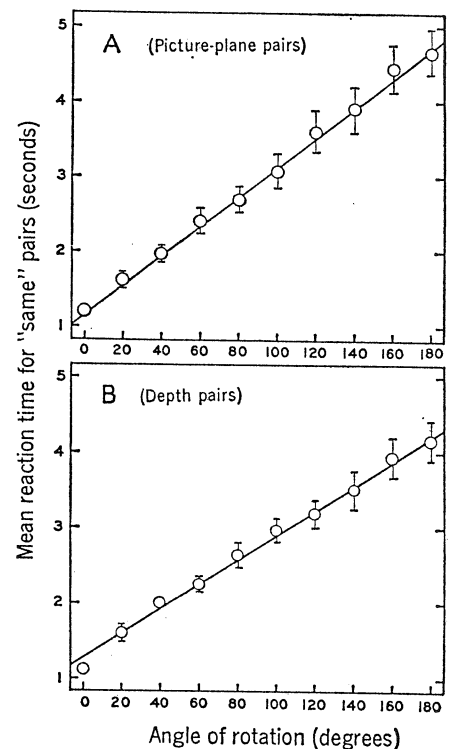 Mean reaction time for "same" pairs (seconds)
A (Picture-plane pairs)
5
4
3
2
1
0 20 40 60 80 100 120 140 160 180
B (Depth pairs)
5
4
3
2
1
0 20 40 60 80 100 120 140 160 180
Angle of rotation (degrees)